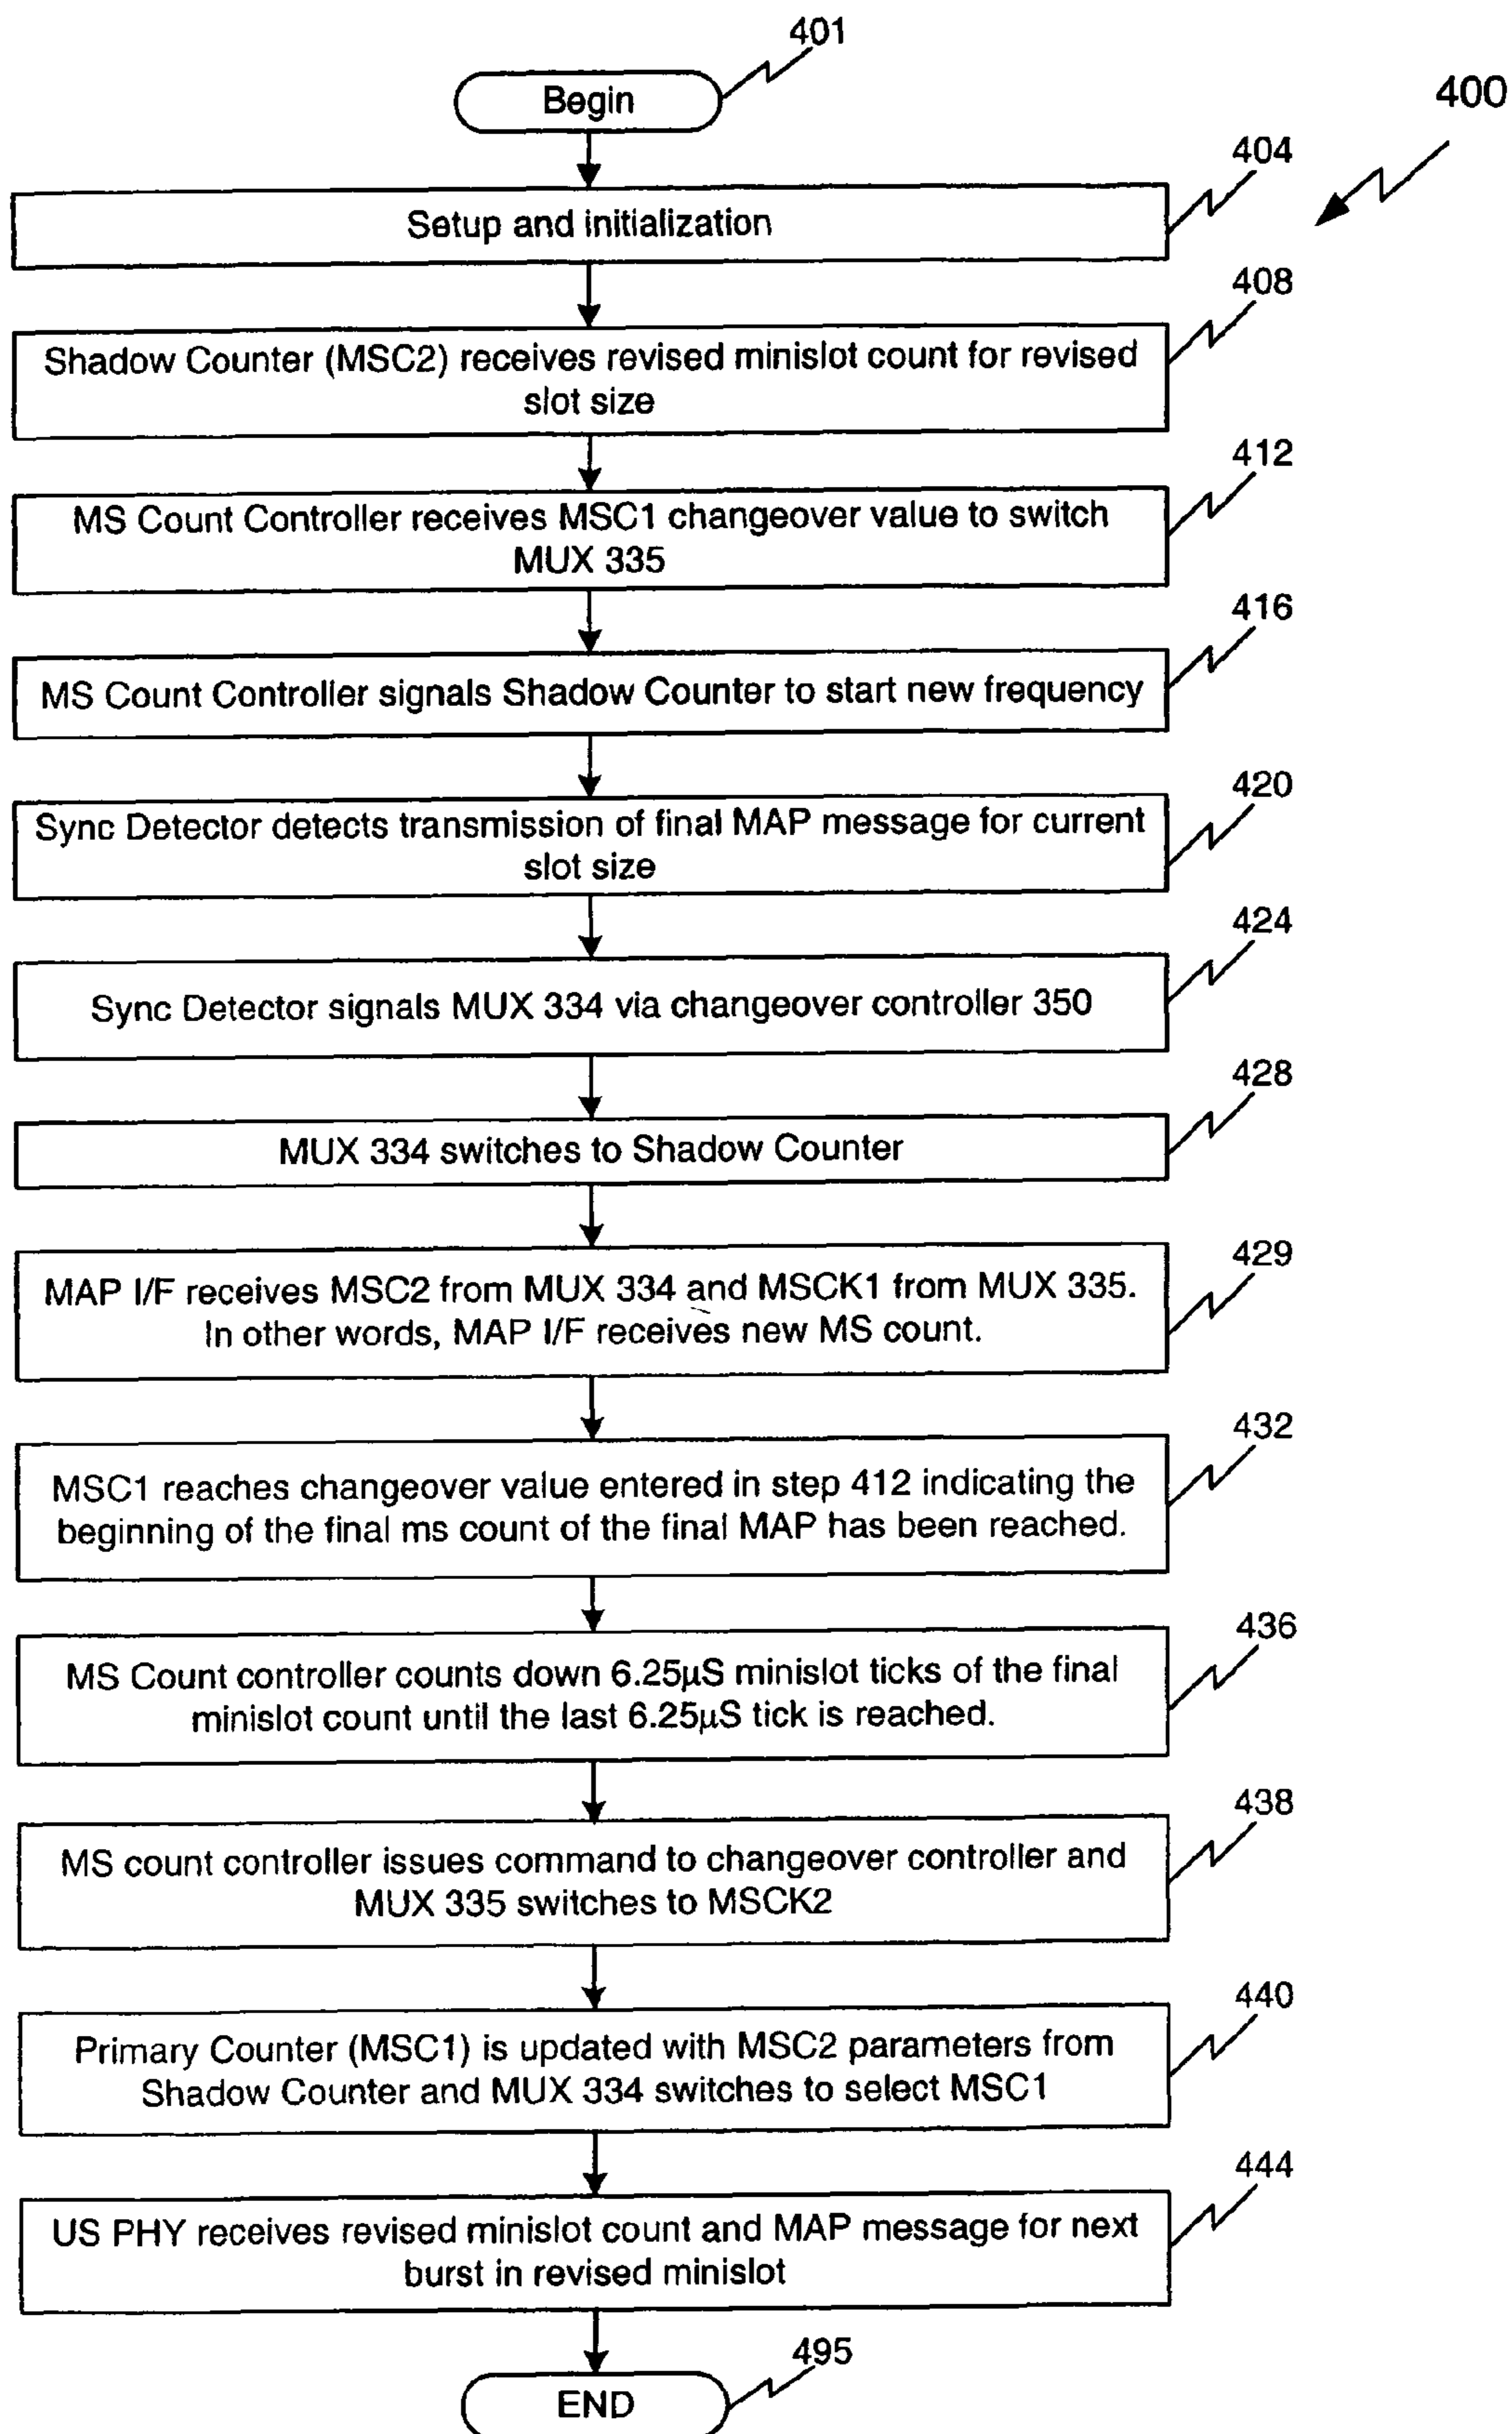 401
Begin
400
404
Setup and initialization
408
Shadow Counter (MSC2) receives revised minislot count for revised
slot size
412
MS Count Controller receives MSC1 changeover value to switch
MUX 335
416
MS Count Controller signals Shadow Counter to start new frequency
420
Sync Detector detects transmission of final MAP message for current
slot size
424
Sync Detector signals MUX 334 via changeover controller 350
428
MUX 334 switches to Shadow Counter
429
MAP I/F receives MSC2 from MUX 334 and MSCK1 from MUX 335.
In other words, MAP I/F receives new MS count.
432
MSC1 reaches changeover value entered in step 412 indicating the
beginning of the final ms count of the final MAP has been reached.
436
MS Count controller counts down 6.25µS minislot ticks of the final
minislot count until the last 6.25µS tick is reached.
438
MS count controller issues command to changeover controller and
MUX 335 switches to MSCK2
440
Primary Counter (MSC1) is updated with MSC2 parameters from
Shadow Counter and MUX 334 switches to select MSC1
444
US PHY receives revised minislot count and MAP message for next
burst in revised minislot
495
END